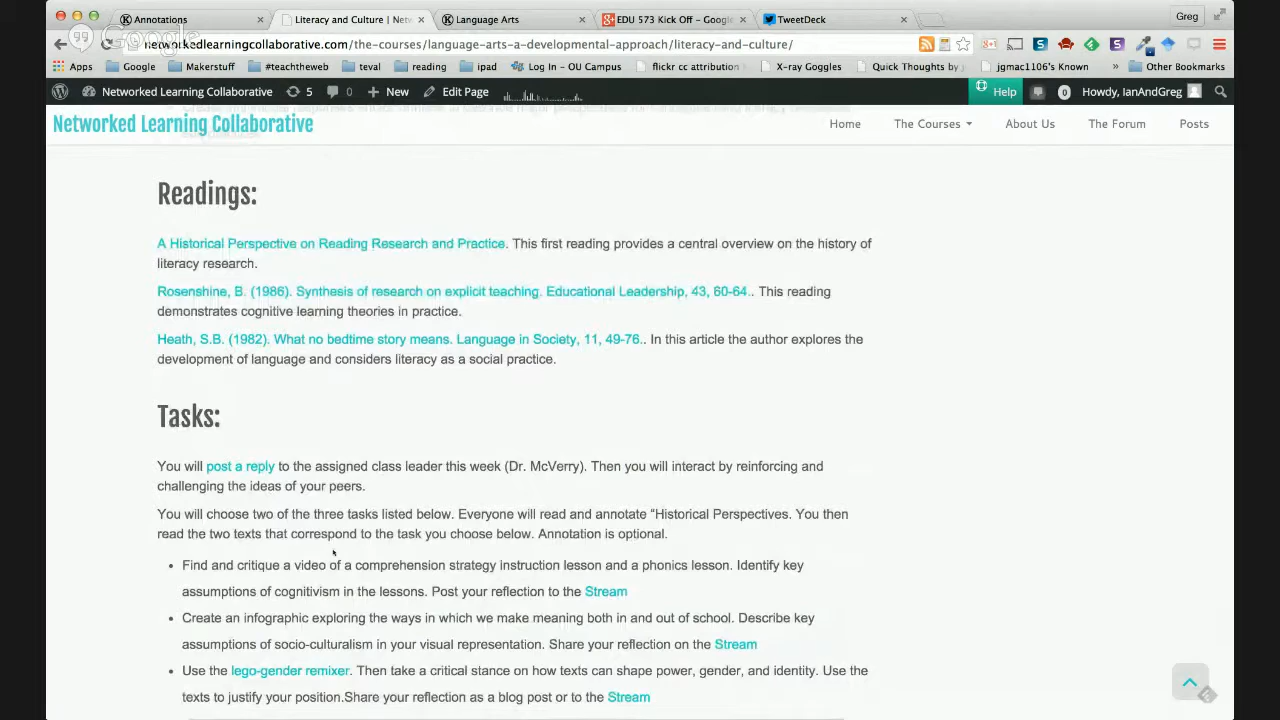 Annotations
Literacy and Culture | Netw
Language Arts
EDU 573 Kick Off - Google
TweetDeck
Greg
Google
networkedlearningcollaborative.com/the-courses/language-arts-a-developmental-approach/literacy-and-culture/
Apps Google Makerstuff #teachtheweb teval reading ipad Log In - OU Campus flickr cc attribution X-ray Goggles Quick Thoughts by jgmac1106's Known » Other Bookmarks
Networked Learning Collaborative 5 0 New Edit Page Help 0 Howdy, IanAndGreg
Networked Learning Collaborative
Home The Courses About Us The Forum Posts
Readings:
A Historical Perspective on Reading Research and Practice. This first reading provides a central overview on the history of
literacy research.
Rosenshine, B. (1986). Synthesis of research on explicit teaching. Educational Leadership, 43, 60-64.. This reading
demonstrates cognitive learning theories in practice.
Heath, S.B. (1982). What no bedtime story means. Language in Society, 11, 49-76.. In this article the author explores the
development of language and considers literacy as a social practice.
Tasks:
You will post a reply to the assigned class leader this week (Dr. McVerry). Then you will interact by reinforcing and
challenging the ideas of your peers.
You will choose two of the three tasks listed below. Everyone will read and annotate “Historical Perspectives. You then
read the two texts that correspond to the task you choose below. Annotation is optional.
• Find and critique a video of a comprehension strategy instruction lesson and a phonics lesson. Identify key
assumptions of cognitivism in the lessons. Post your reflection to the Stream
• Create an infographic exploring the ways in which we make meaning both in and out of school. Describe key
assumptions of socio-culturalism in your visual representation. Share your reflection on the Stream
• Use the lego-gender remixer. Then take a critical stance on how texts can shape power, gender, and identity. Use the
texts to justify your position.Share your reflection as a blog post or to the Stream